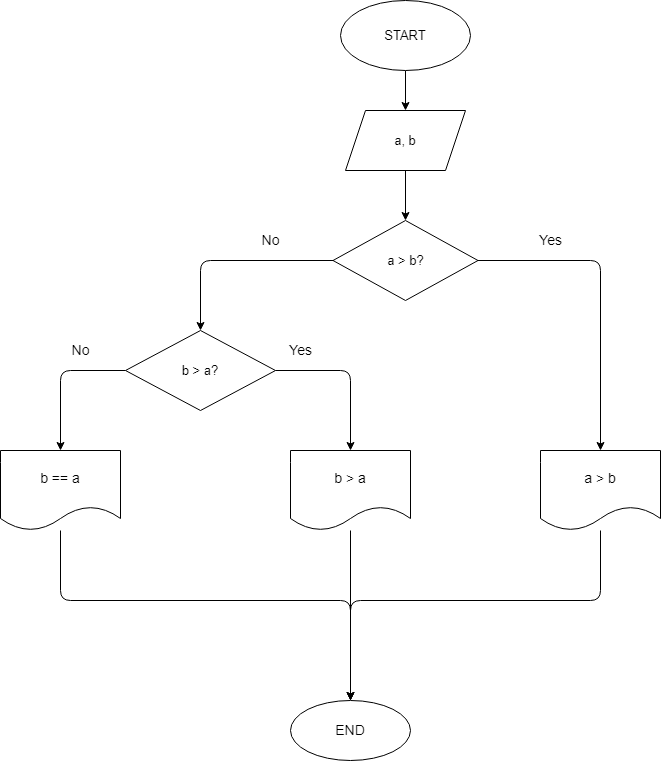 START
a, b
No
Yes
a > b?
No
Yes
b > a?
b == a
b > a
a > b
END